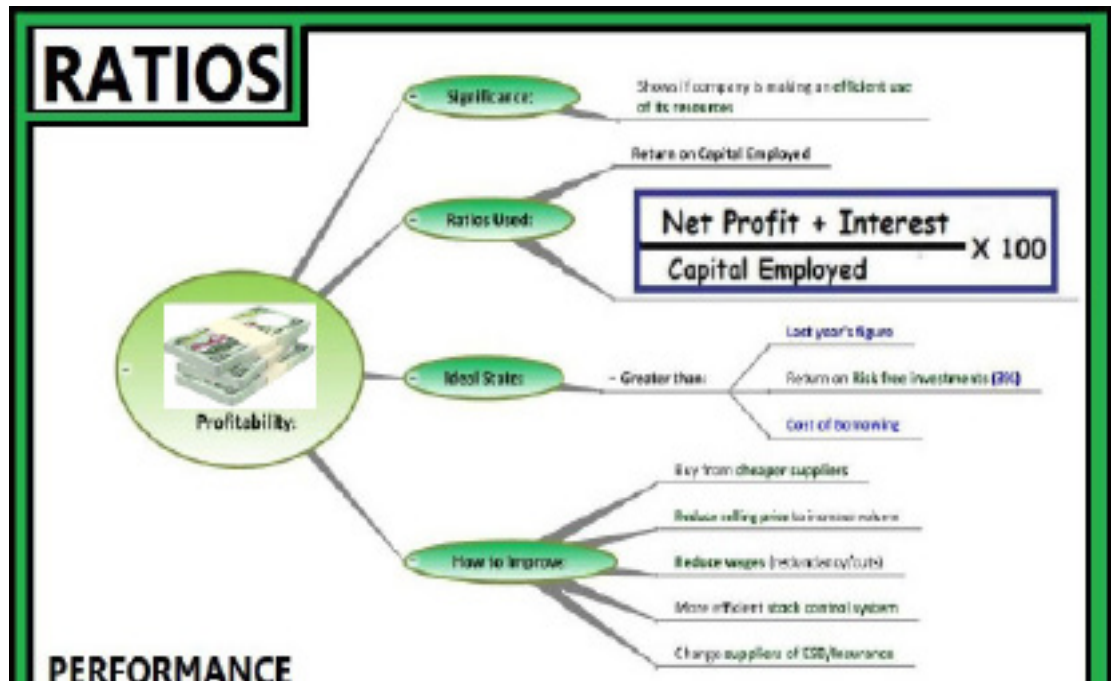 RATIOS
Significance:
Shows if company is making an efficient use
of its resources
Return on Capital Employed
Ratios Used:
Net Profit + Interest
X 100
Capital Employed
Last year's figure
Ideal State:
- Greater than:
Return on Risk free investments (3%)
Cost of Borrowing
Profitability:
Buy from cheaper suppliers
Reduce selling price to increase volume
How to Improve:
Reduce wages (redundancy/cuts)
More efficient stock control system
Change suppliers of ESB/Insurance
PERFORMANCE